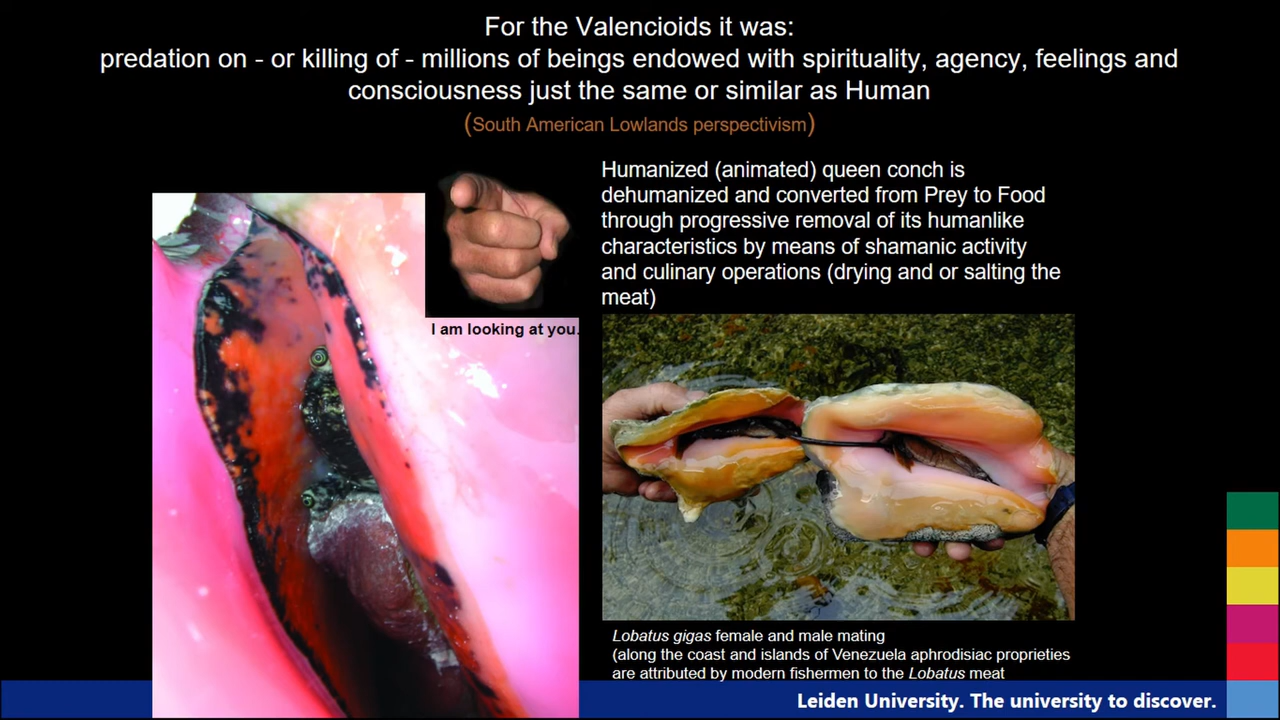 For the Valencioids it was:
predation on - or killing of - millions of beings endowed with spirituality, agency, feelings and
consciousness just the same or similar as Human
(South American Lowlands perspectivism)
Humanized (animated) queen conch is
dehumanized and converted from Prey to Food
through progressive removal of its humanlike
characteristics by means of shamanic activity
and culinary operations (drying and or salting the
meat)
I am looking at you.
Lobatus gigas female and male mating
(along the coast and islands of Venezuela aphrodisiac proprieties
are attributed by modern fishermen to the Lobatus meat
Leiden University. The university to discover.